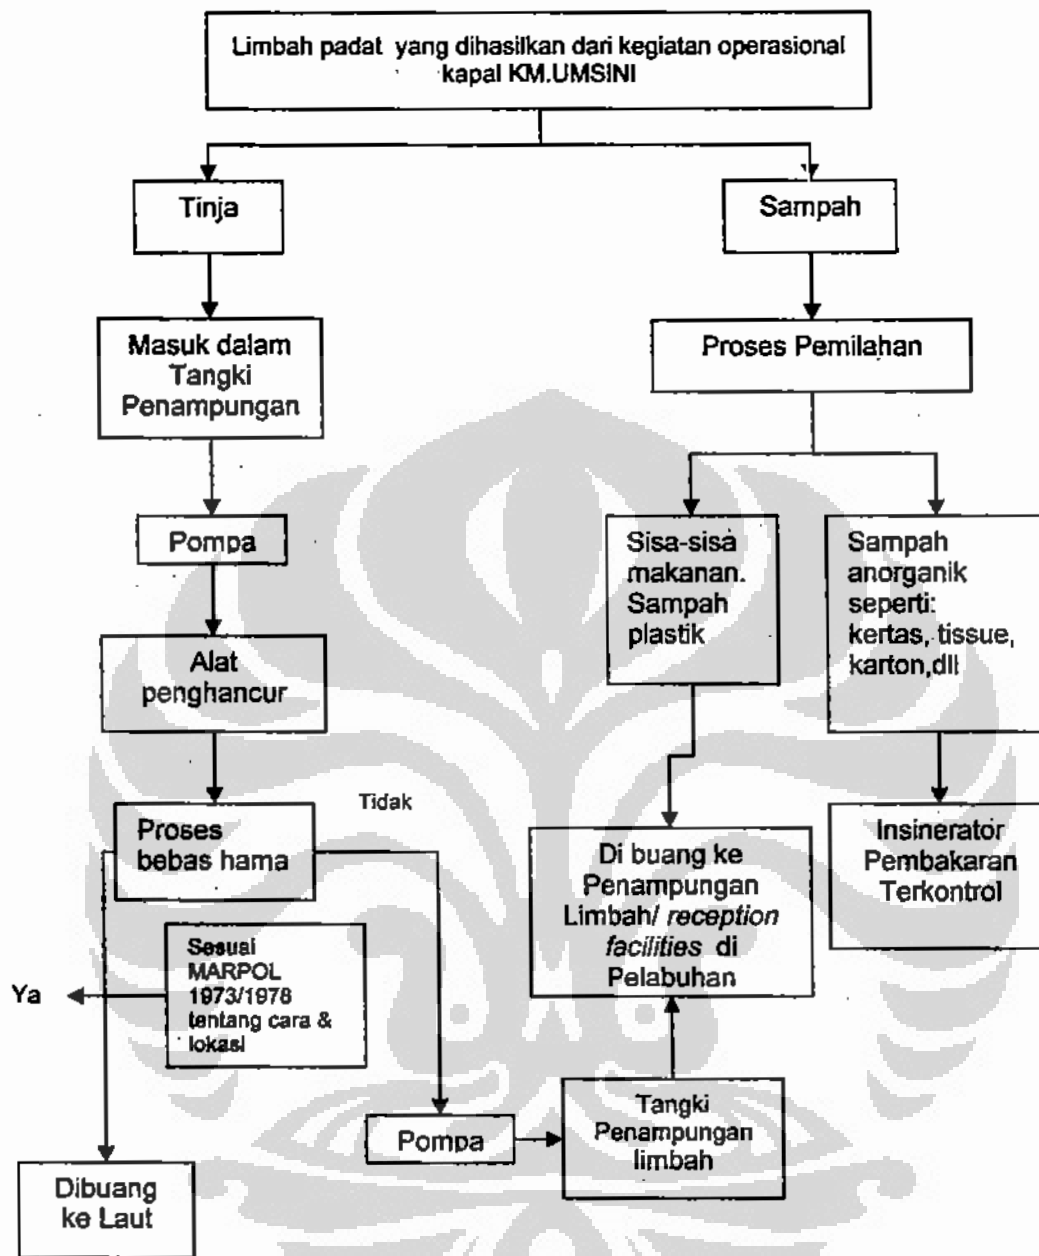 Limbah padat yang dihasilkan dari kegiatan operasional
kapal KM.UMSINI
Tinja
Sampah
Masuk dalam
Tangki
Penampungan
Proses Pemilahan
Pompa
Sisa-sisa
makanan.
Sampah
plastik
Sampah
anorganik
seperti:
kertas, tissue,
karton,dll
Alat
penghancur
Proses
bebas hama
Tidak
Di buang ke
Penampungan
Limbah/ reception
facilities di
Pelabuhan
Insinerator
Pembakaran
Terkontrol
Sesuai
MARPOL
1973/1978
tentang cara &
lokasi
Ya
Pompa
Tangki
Penampungan
limbah
Dibuang
ke Laut